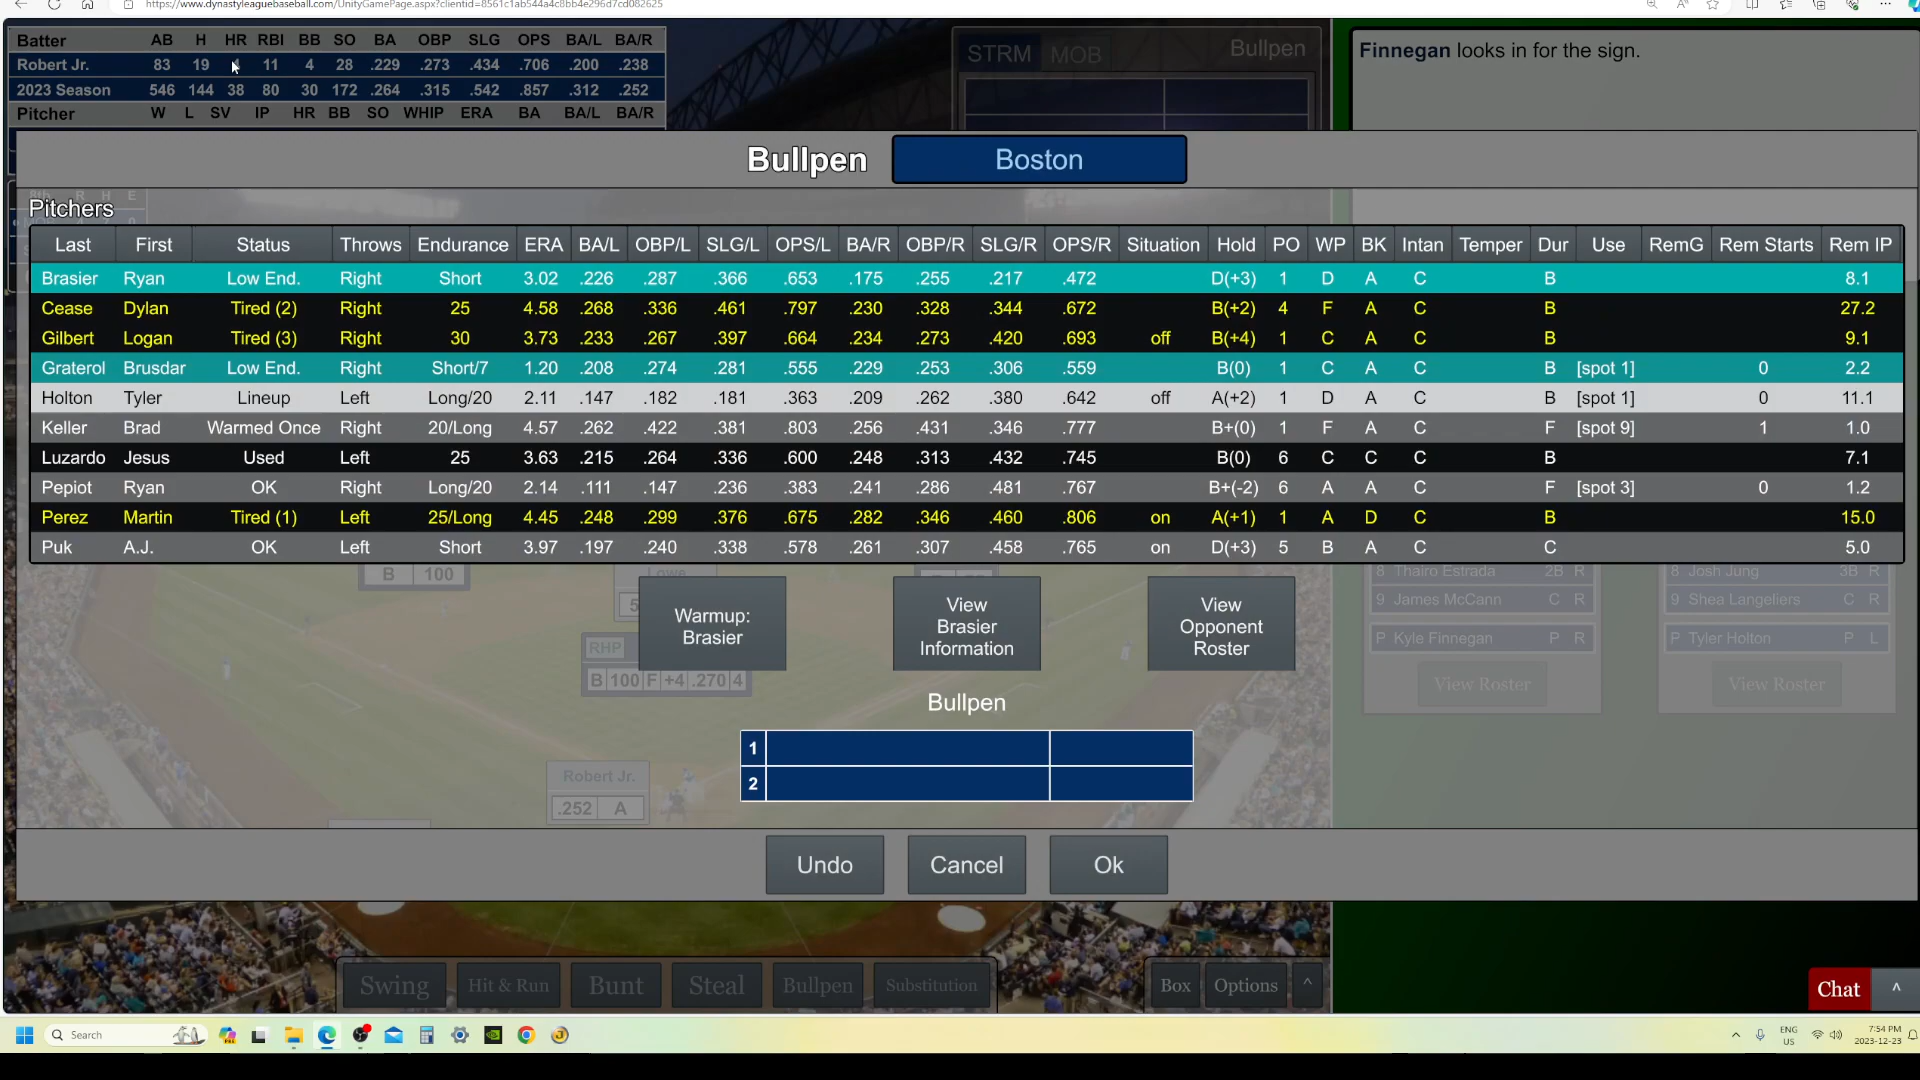 https://www.dynastyleaguebaseball.com/UnityGamePage.aspx?clientid=8561c1ab544a4c8bb4e296d7cd082625
Batter AB H HR RBI BB SO BA OBP SLG OPS BA/L BA/R
Robert Jr. 83 19 11 4 28 .229 .273 .434 .706 .200 .238
2023 Season 546 144 38 80 30 172 .264 .315 .542 .857 .312 .252
Pitcher W L SV IP HR BB SO WHIP ERA BA BA/L BA/R
STRM MOB Bullpen
Finnegan looks in for the sign.
Bullpen Boston
8th R H E
Pitchers
Last First Status Throws Endurance ERA BA/L OBP/L SLG/L OPS/L BA/R OBP/R SLG/R OPS/R Situation Hold PO WP BK Intan Temper Dur Use RemG Rem Starts Rem IP
Brasier Ryan Low End. Right Short 3.02 .226 .287 .366 .653 .175 .255 .217 .472 D(+3) 1 D A C B 8.1
Cease Dylan Tired (2) Right 25 4.58 .268 .336 .461 .797 .230 .328 .344 .672 B(+2) 4 F A C B 27.2
Gilbert Logan Tired (3) Right 30 3.73 .233 .267 .397 .664 .234 .273 .420 .693 off B(+4) 1 C A C B 9.1
Graterol Brusdar Low End. Right Short/7 1.20 .208 .274 .281 .555 .229 .253 .306 .559 B(0) 1 C A C B [spot 1] 0 2.2
Holton Tyler Lineup Left Long/20 2.11 .147 .182 .181 .363 .209 .262 .380 .642 off A(+2) 1 D A C B [spot 1] 0 11.1
Keller Brad Warmed Once Right 20/Long 4.57 .262 .422 .381 .803 .256 .431 .346 .777 B+(0) 1 F A C F [spot 9] 1 1.0
Luzardo Jesus Used Left 25 3.63 .215 .264 .336 .600 .248 .313 .432 .745 B(0) 6 C C C B 7.1
Pepiot Ryan OK Right Long/20 2.14 .111 .147 .236 .383 .241 .286 .481 .767 B+(-2) 6 A A C F [spot 3] 0 1.2
Perez Martin Tired (1) Left 25/Long 4.45 .248 .299 .376 .675 .282 .346 .460 .806 on A(+1) 1 A D C B 15.0
Puk A.J. OK Left Short 3.97 .197 .240 .338 .578 .261 .307 .458 .765 on D(+3) 5 B A C C 5.0
B 100 Lowe
8 Thairo Estrada 2B R 8 Josh Jung 3B R
9 James McCann C R 9 Shea Langeliers C R
P Kyle Finnegan P R P Tyler Holton P L
View Roster View Roster
Warmup: Brasier
View Brasier Information
View Opponent Roster
RHP
B 100 F +4 .270 4
Bullpen
1
2
Robert Jr.
.252 A
Undo Cancel Ok
Swing Hit & Run Bunt Steal Bullpen Substitution Box Options ^
Chat ^
Search
ENG US
7:54 PM
2023-12-23